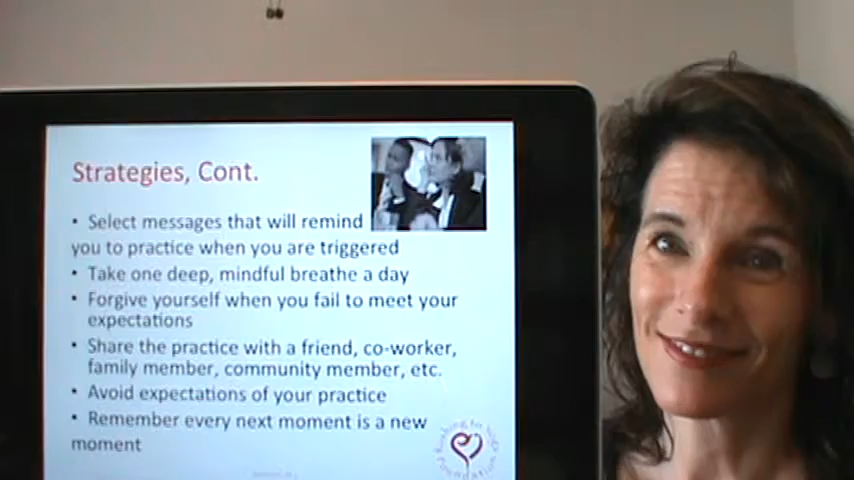 Strategies, Cont.
• Select messages that will remind
you to practice when you are triggered
• Take one deep, mindful breathe a day
• Forgive yourself when you fail to meet your
expectations
• Share the practice with a friend, co-worker,
family member, community member, etc.
• Avoid expectations of your practice
• Remember every next moment is a new
moment